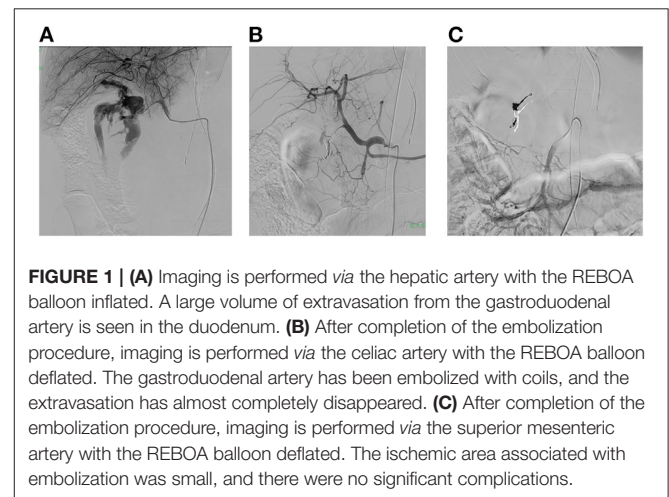 A
B
C
FIGURE 1 | (A) Imaging is performed via the hepatic artery with the REBOA
balloon inflated. A large volume of extravasation from the gastroduodenal
artery is seen in the duodenum. (B) After completion of the embolization
procedure, imaging is performed via the celiac artery with the REBOA balloon
deflated. The gastroduodenal artery has been embolized with coils, and the
extravasation has almost completely disappeared. (C) After completion of the
embolization procedure, imaging is performed via the superior mesenteric
artery with the REBOA balloon deflated. The ischemic area associated with
embolization was small, and there were no significant complications.